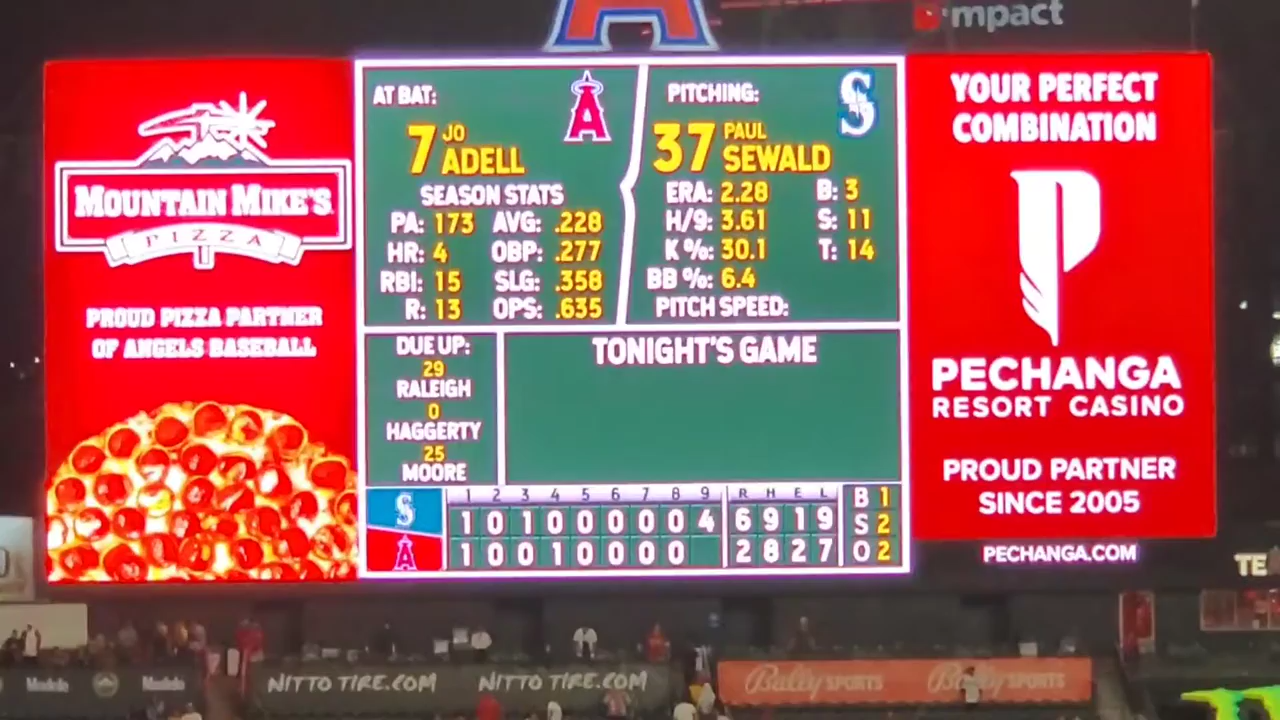 mpact
A
MOUNTAIN MIKE'S
PIZZA
PROUD PIZZA PARTNER
OF ANGELS BASEBALL
AT BAT:
A
7 JO
ADELL
SEASON STATS
PA: 173 AVG: .228
HR: 4 OBP: .277
RBI: 15 SLG: .358
R: 13 OPS: .635
PITCHING:
S
37 PAUL
SEWALD
ERA: 2.28 B: 3
H/9: 3.61 S: 11
K%: 30.1 T: 14
BB%: 6.4
PITCH SPEED:
DUE UP:
29
RALEIGH
0
HAGGERTY
25
MOORE
TONIGHT'S GAME
1 2 3 4 5 6 7 8 9 R H E L B 1
S 1 0 1 0 0 0 0 0 4 6 9 1 9 S 2
A 1 0 0 1 0 0 0 0 2 8 2 7 O 2
YOUR PERFECT
COMBINATION
P
PECHANGA
RESORT CASINO
PROUD PARTNER
SINCE 2005
PECHANGA.COM
TE
Modelo Modelo
NITTO TIRE.COM NITTO TIRE.COM
Bally SPORTS Bally SPORTS